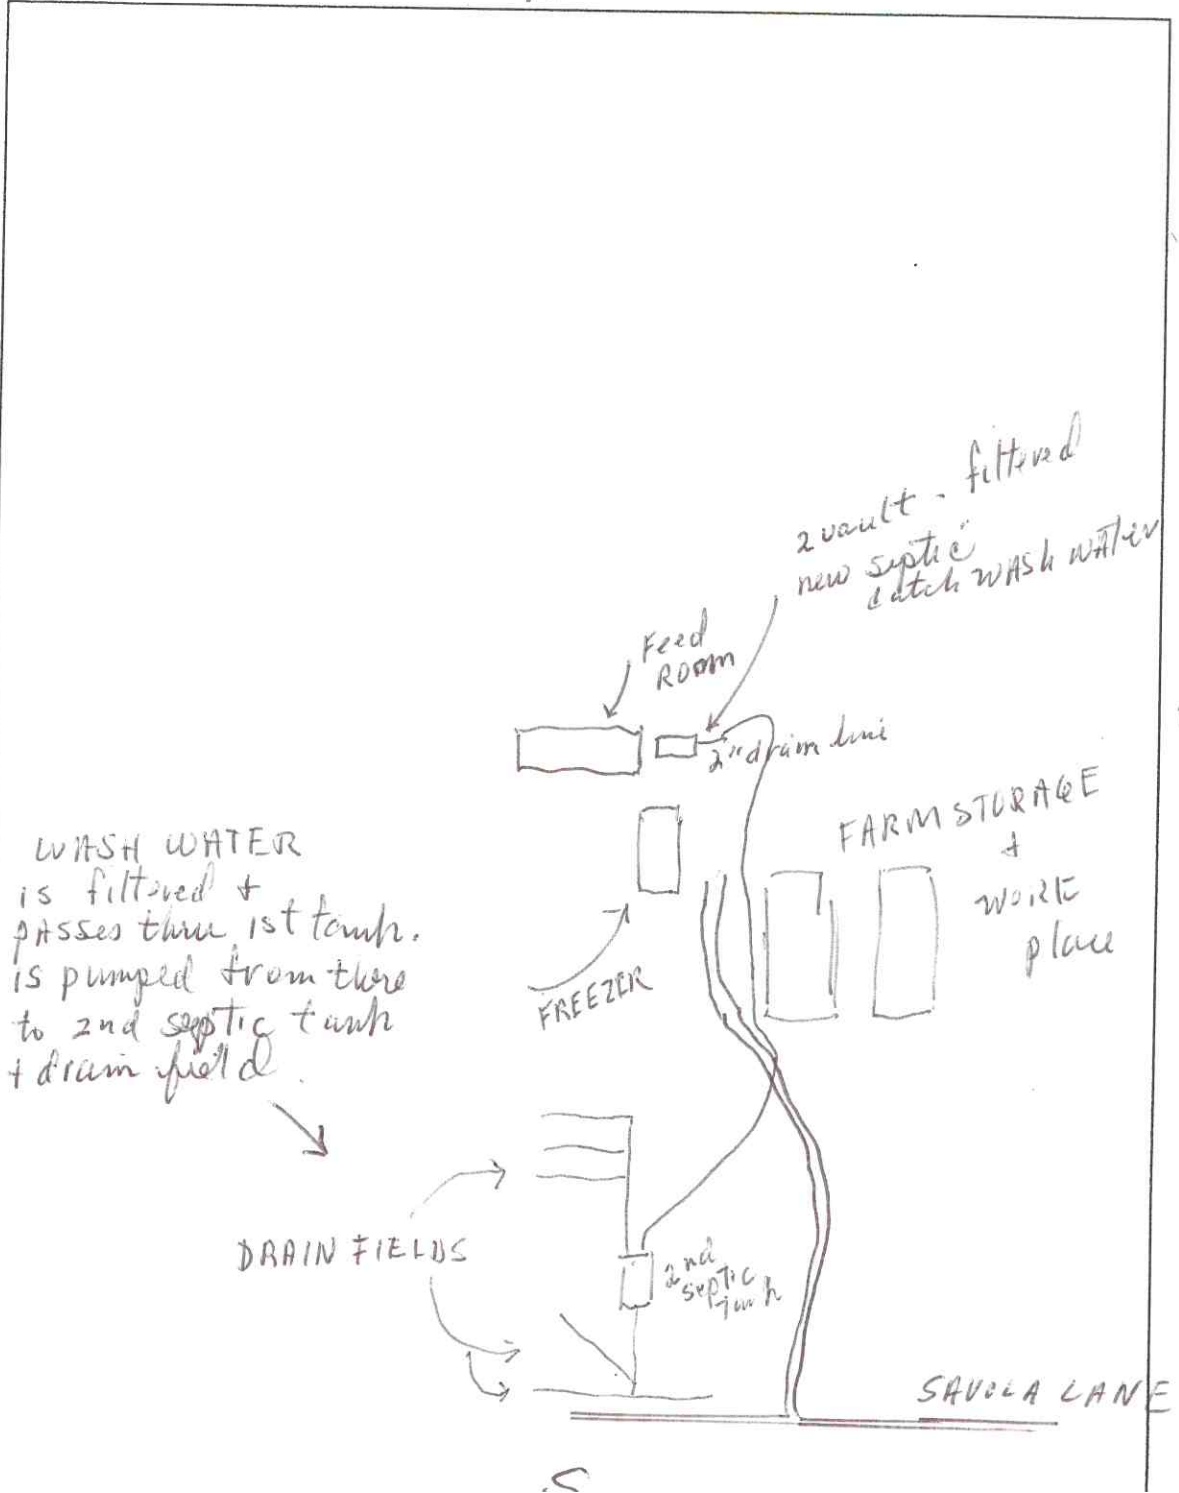 2 vault - filtered
new septic
catch WASH WATER
Feed
ROOM
2" drain line
FARM STORAGE
+
WORK
place
WASH WATER
is filtered +
PASSES thru 1st tank.
is pumped from there
to 2nd septic tank
+ drain field
FREEZER
DRAIN FIELDS
2nd
septic
tank
SAVOLA LANE
S